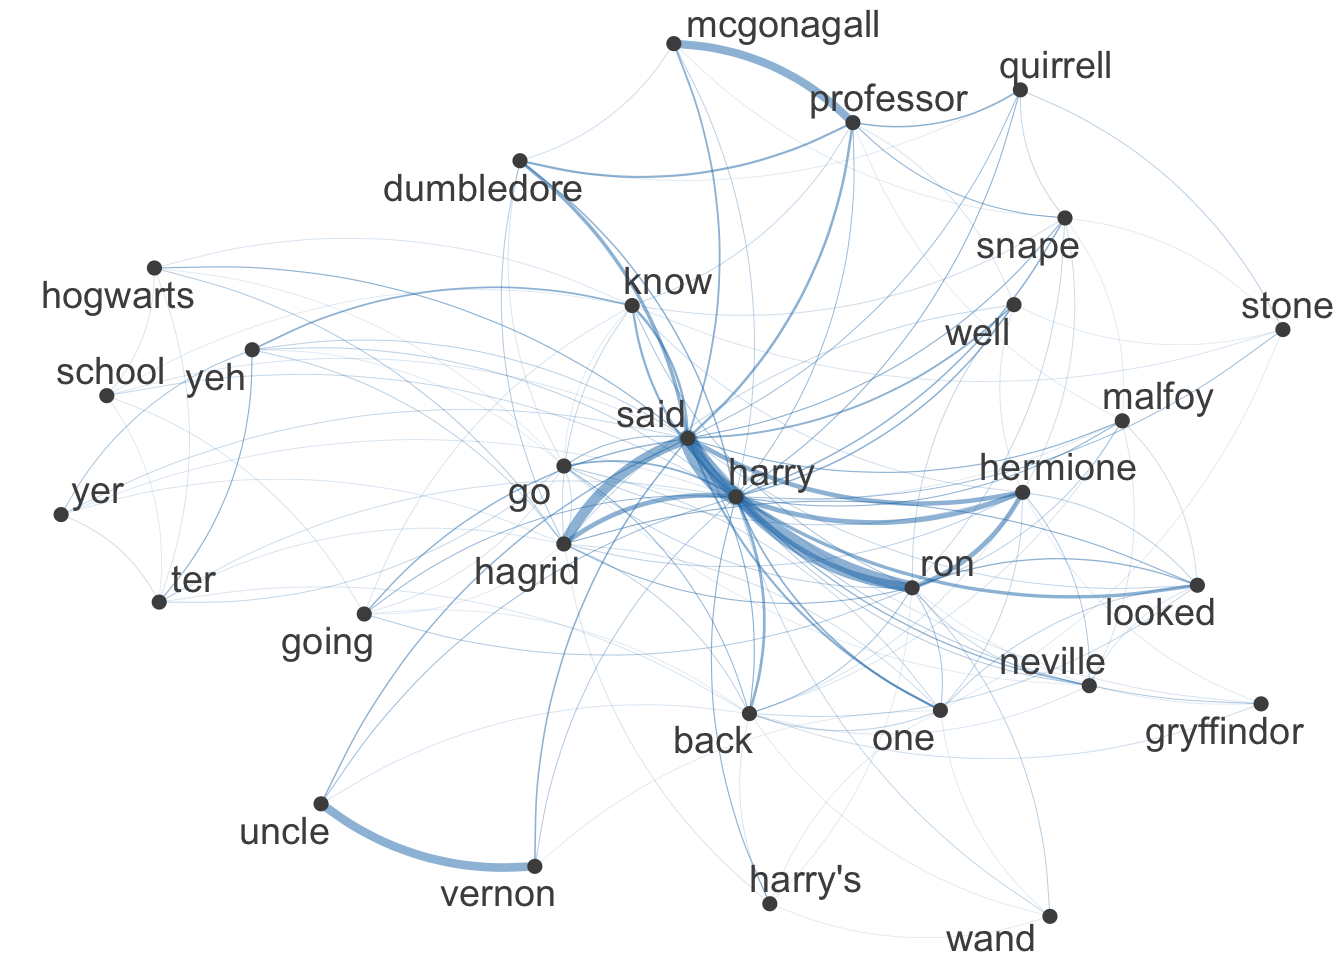 mcgonagall
quirrell
professor
dumbledore
snape
know
hogwarts
stone
well
school
yeh
malfoy
said
hermione
harry
yer
go
ron
hagrid
ter
looked
going
neville
gryffindor
back
one
uncle
harry's
vernon
wand